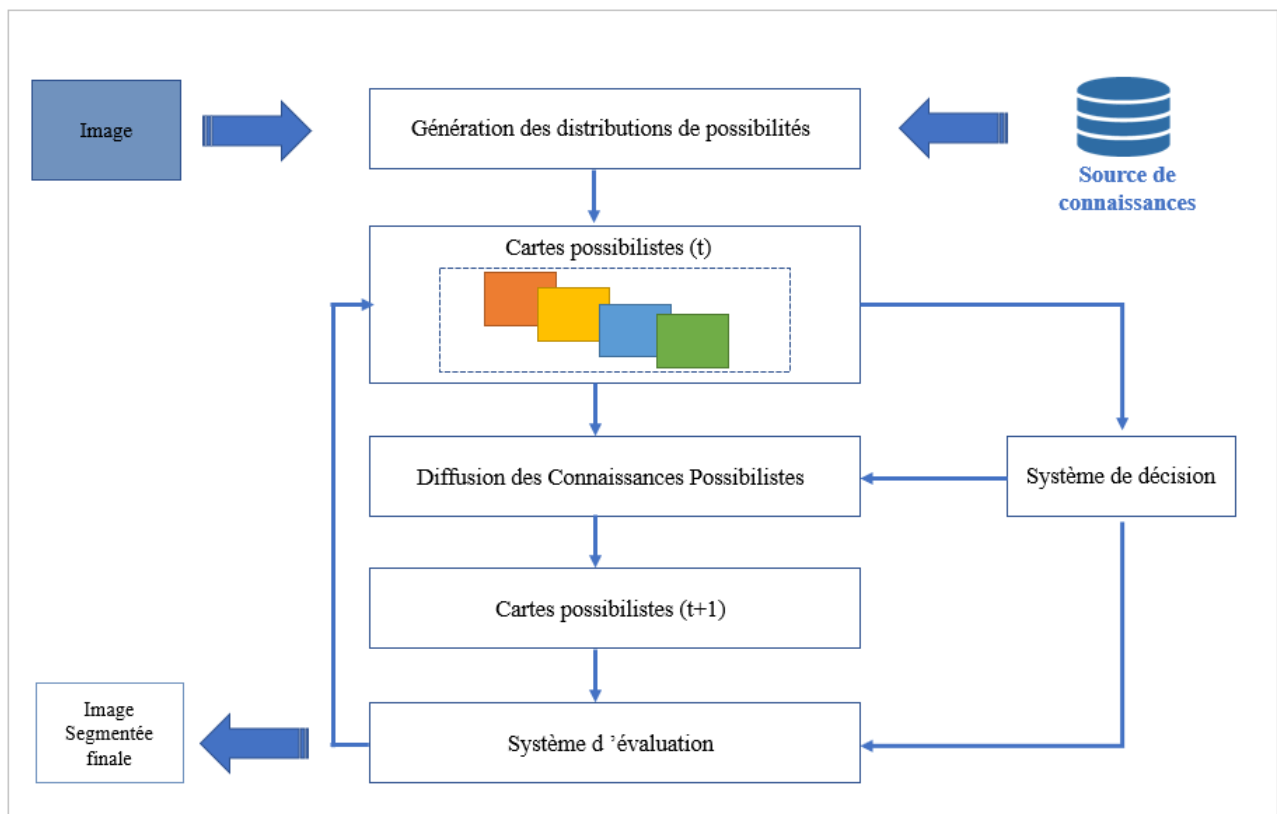 Image
Génération des distributions de possibilités
Source de
connaissances
Cartes possibilistes (t)
Diffusion des Connaissances Possibilistes
Système de décision
Cartes possibilistes (t+1)
Image
Segmentée
finale
Système d ’évaluation